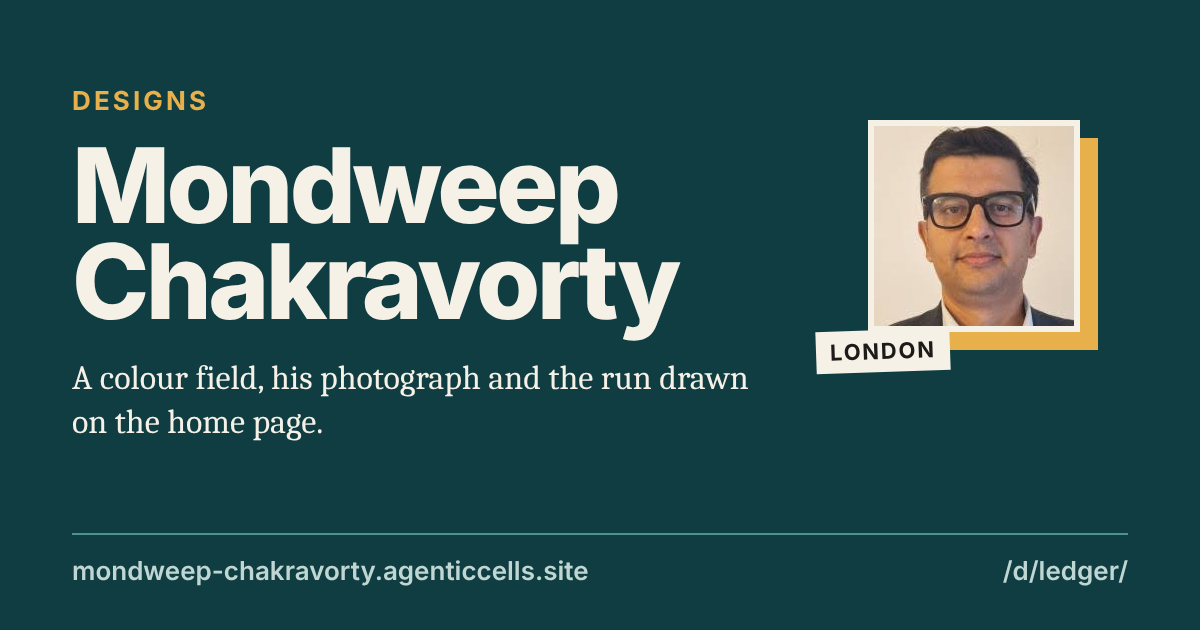 DESIGNS
Mondweep
Chakravorty
A colour field, his photograph and the run drawn
on the home page.
LONDON
mondweep-chakravorty.agenticcells.site
/d/ledger/